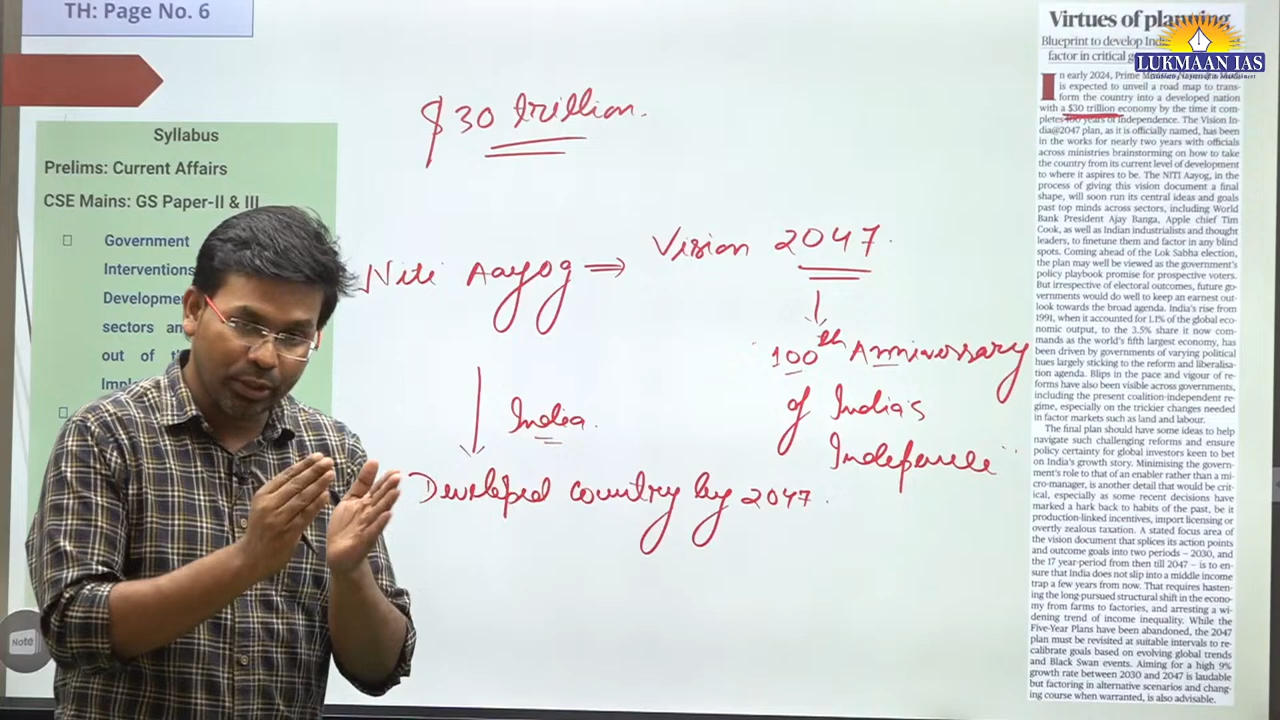 TH: Page No. 6
Syllabus
Prelims: Current Affairs
CSE Mains: GS Paper-II & III
Government
Interventions
Developme
sectors an
out of t
Imple
Note
$30 trillion.
Niti Aayog ⇒ Vision 2047.
100th Anniversary
of India's
India.
Developed country by 2047.
LUKMAAN IAS
Virtues of planning
Blueprint to develop Ind
factor in critical g
In early 2024, Prime Minister Narendra Modi
is expected to unveil a road map to trans-
form the country into a developed nation
with a $30 trillion economy by the time it com-
pletes 100 years of independence. The Vision In-
dia@2047 plan, as it is officially named, has been
in the works for nearly two years with officials
across ministries brainstorming on how to take
the country from its current level of development
to where it aspires to be. The NITI Aayog, in the
process of giving this vision document a final
shape, will soon run its central ideas and goals
past top minds across sectors, including World
Bank President Ajay Banga, Apple chief Tim
Cook, as well as Indian industrialists and thought
leaders, to finetune them and factor in any blind
spots. Coming ahead of the Lok Sabha election,
the plan may well be viewed as the government's
policy playbook promise for prospective voters.
But irrespective of electoral outcomes, future go-
vernments would do well to keep an earnest out-
look towards the broad agenda. India's rise from
1991, when it accounted for 1.1% of the global eco-
nomic output, to the 3.5% share it now com-
mands as the world's fifth largest economy, has
been driven by governments of varying political
hues largely sticking to the reform and liberalisa-
tion agenda. Blips in the pace and vigour of re-
forms have also been visible across governments,
including the present coalition-independent re-
gime, especially on the trickier changes needed
in factor markets such as land and labour.
The final plan should have some ideas to help
navigate such challenging reforms and ensure
policy certainty for global investors keen to bet
on India's growth story. Minimising the govern-
ment's role to that of an enabler rather than a mi-
cro-manager, is another detail that would be crit-
ical, especially as some recent decisions have
marked a hark back to habits of the past, be it
production-linked incentives, import licensing or
overtly zealous taxation. A stated focus area of
the vision document that splices its action points
and outcome goals into two periods – 2030, and
the 17 year-period from then till 2047 – is to en-
sure that India does not slip into a middle income
trap a few years from now. That requires hasten-
ing the long-pursued structural shift in the econo-
my from farms to factories, and arresting a wi-
dening trend of income inequality. While the
Five-Year Plans have been abandoned, the 2047
plan must be revisited at suitable intervals to re-
calibrate goals based on evolving global trends
and Black Swan events. Aiming for a high 9%
growth rate between 2030 and 2047 is laudable
but factoring in alternative scenarios and chang-
ing course when warranted, is also advisable.